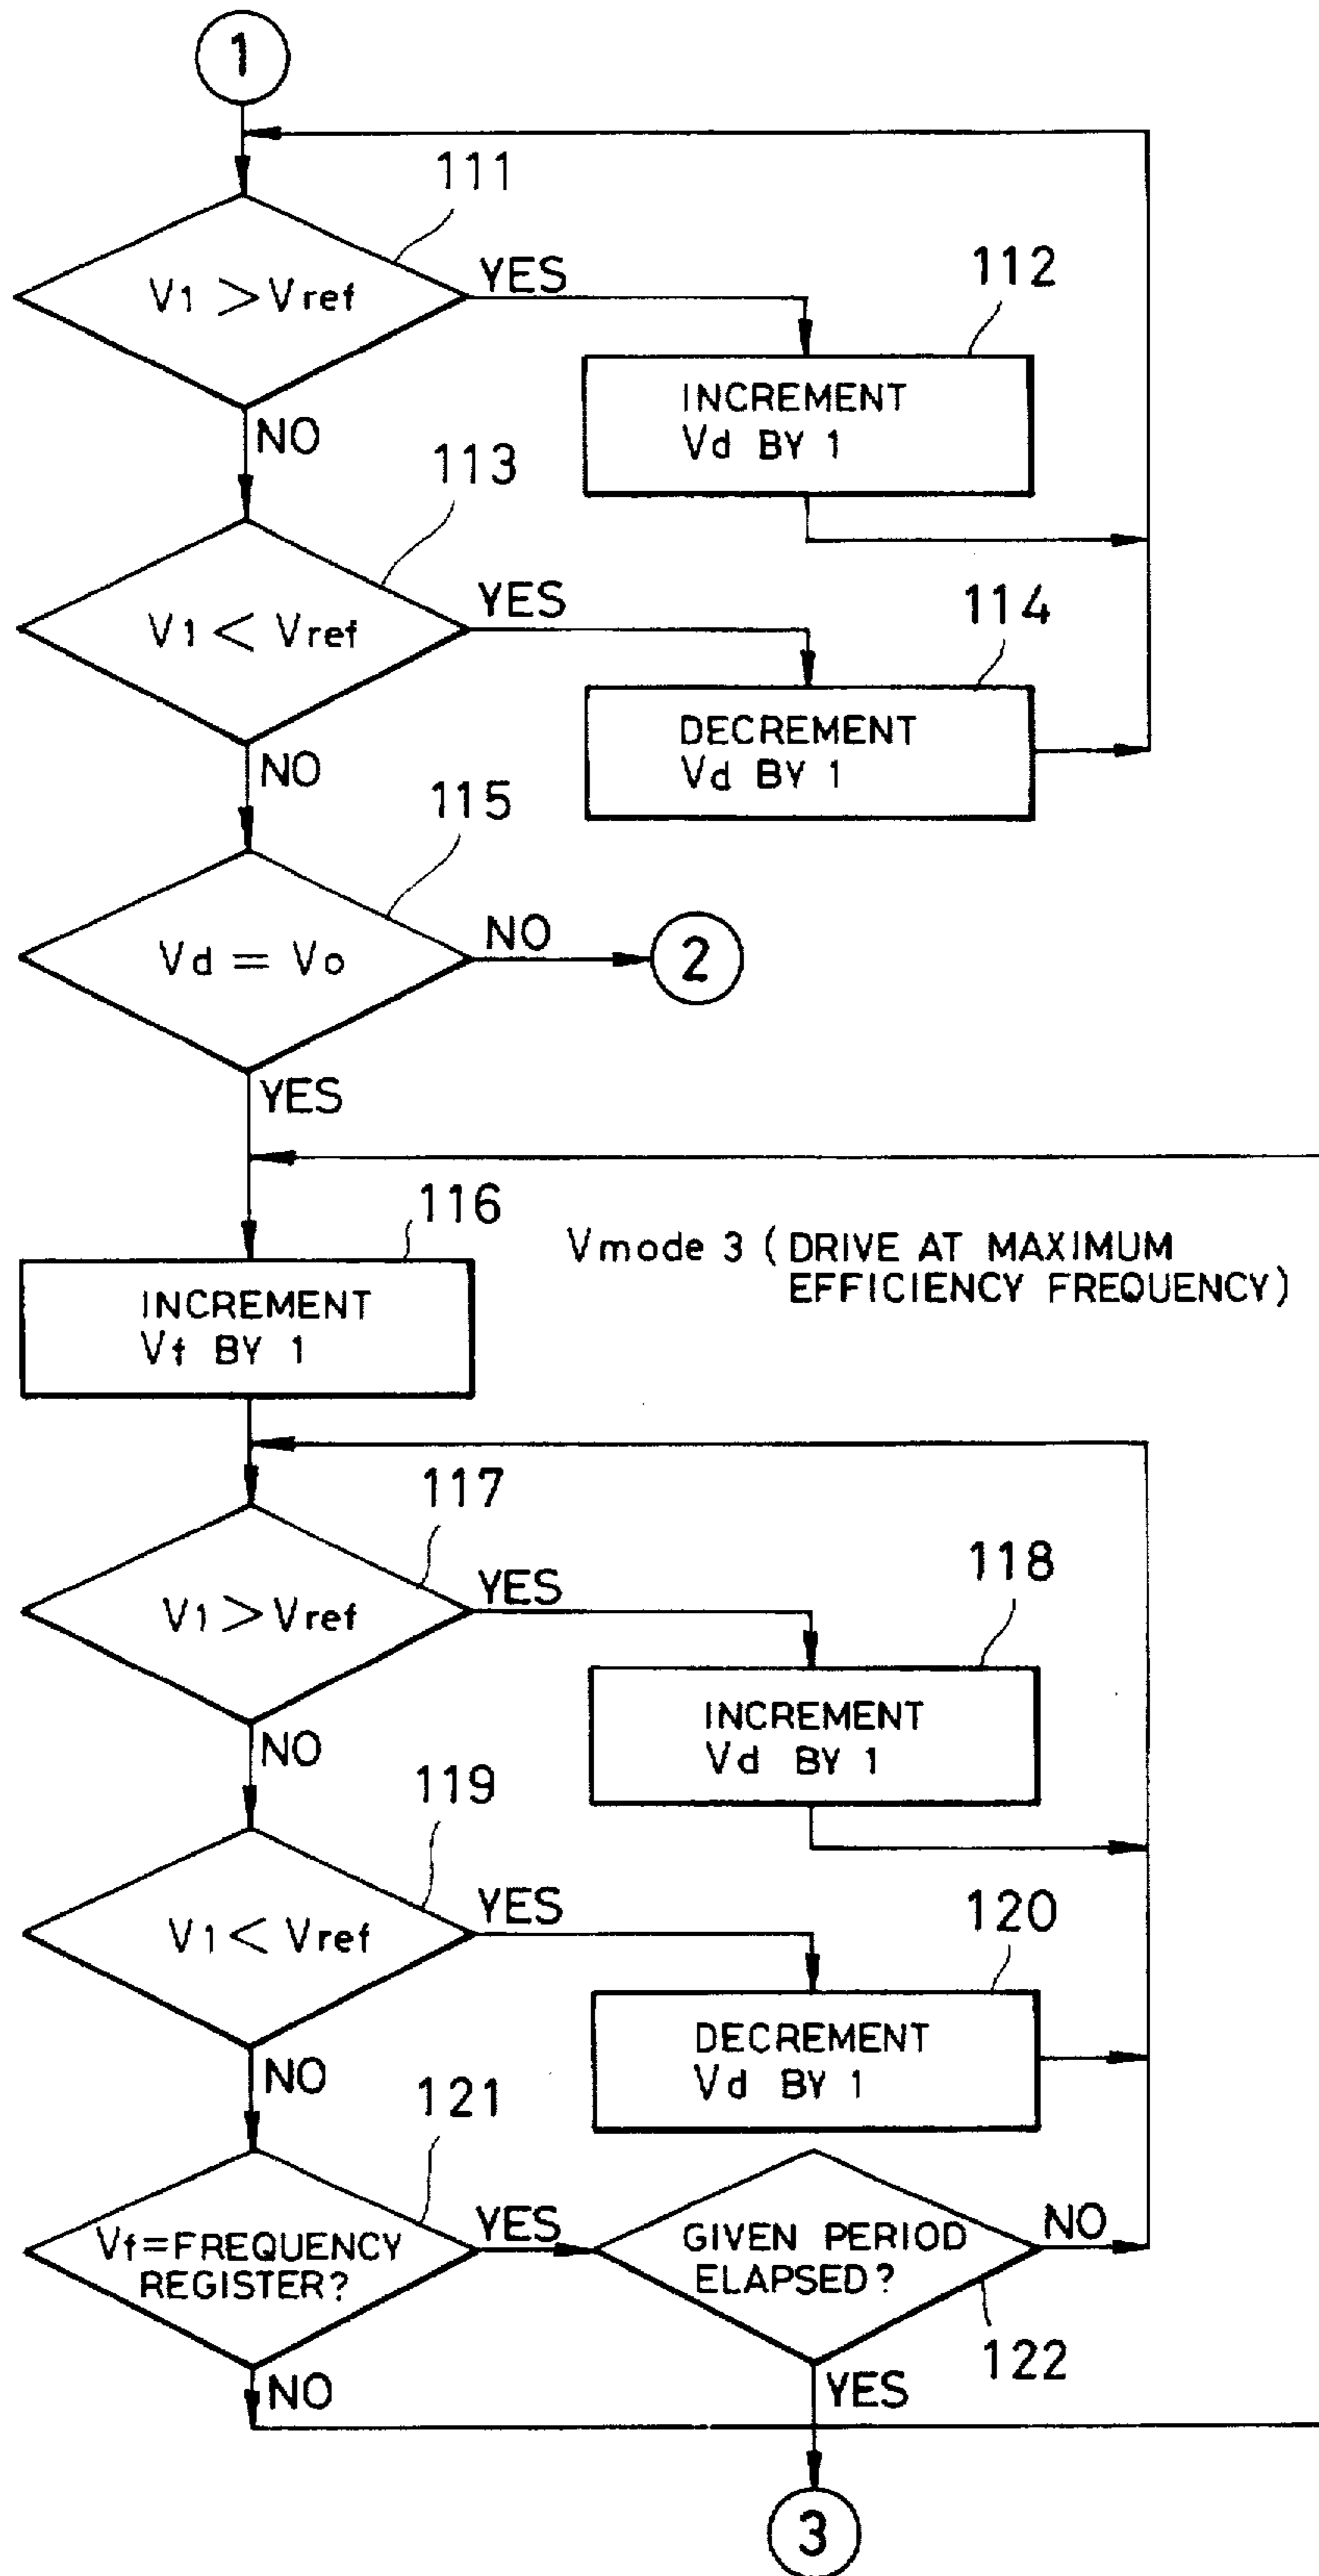 1
111
V1 > Vref
YES
112
INCREMENT
Vd BY 1
NO
113
V1 < Vref
YES
114
DECREMENT
Vd BY 1
NO
115
Vd = Vo
NO
2
YES
116
Vmode 3 (DRIVE AT MAXIMUM
EFFICIENCY FREQUENCY)
INCREMENT
Vf BY 1
117
V1 > Vref
YES
118
INCREMENT
Vd BY 1
NO
119
V1 < Vref
YES
120
DECREMENT
Vd BY 1
NO
121
Vf=FREQUENCY
REGISTER?
YES
GIVEN PERIOD
ELAPSED?
NO
122
NO
YES
3